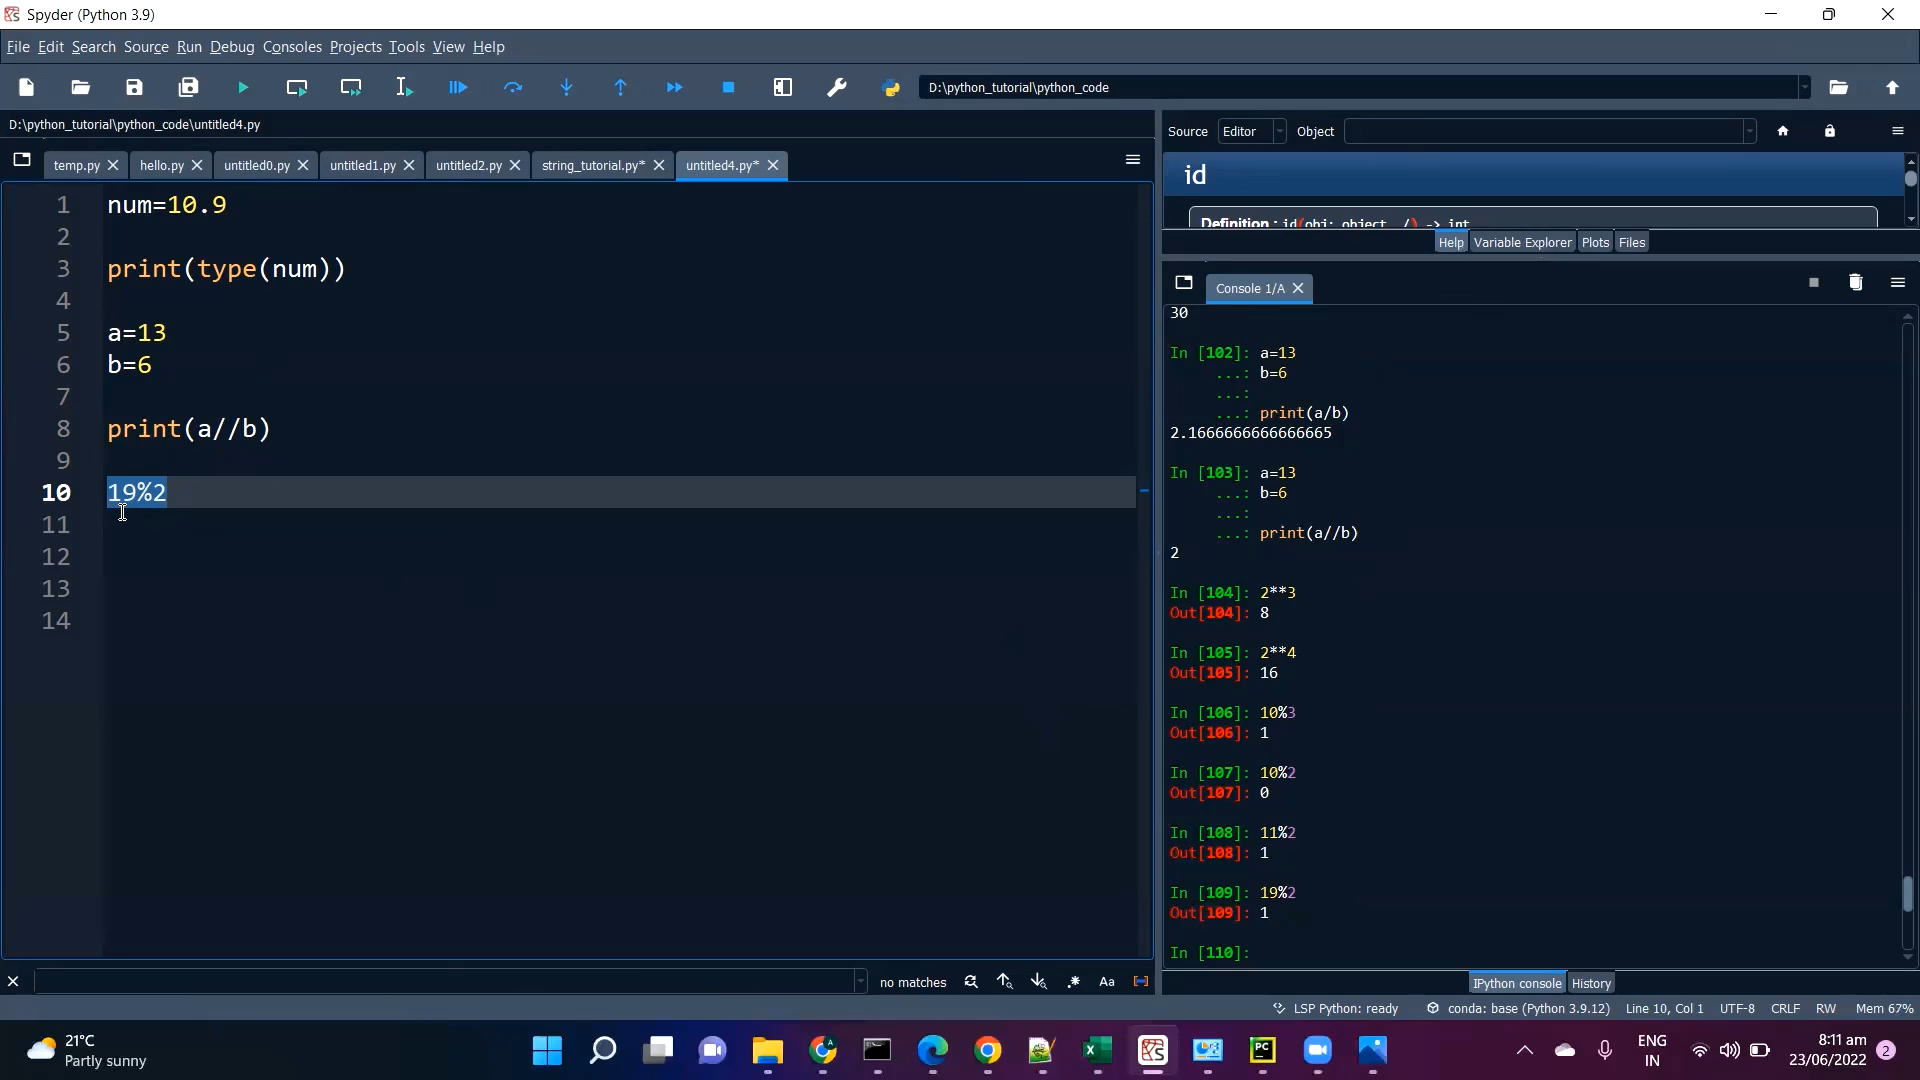 Spyder (Python 3.9)
File Edit Search Source Run Debug Consoles Projects Tools View Help
D:\python_tutorial\python_code
D:\python_tutorial\python_code\untitled4.py
temp.py hello.py untitled0.py untitled1.py untitled2.py string_tutorial.py* untitled4.py*
1 num=10.9
2
3 print(type(num))
4
5 a=13
6 b=6
7
8 print(a//b)
9
10 19%2
11
12
13
14
no matches
Aa
Source Editor Object
id
Definition : id(obj: object, /) -> int
Help Variable Explorer Plots Files
Console 1/A
30
In [102]: a=13
...: b=6
...:
...: print(a/b)
2.1666666666666665
In [103]: a=13
...: b=6
...:
...: print(a//b)
2
In [104]: 2**3
Out[104]: 8
In [105]: 2**4
Out[105]: 16
In [106]: 10%3
Out[106]: 1
In [107]: 10%2
Out[107]: 0
In [108]: 11%2
Out[108]: 1
In [109]: 19%2
Out[109]: 1
In [110]:
IPython console History
LSP Python: ready conda: base (Python 3.9.12) Line 10, Col 1 UTF-8 CRLF RW Mem 67%
21°C
Partly sunny
PC
ENG
IN
8:11 am
23/06/2022
2